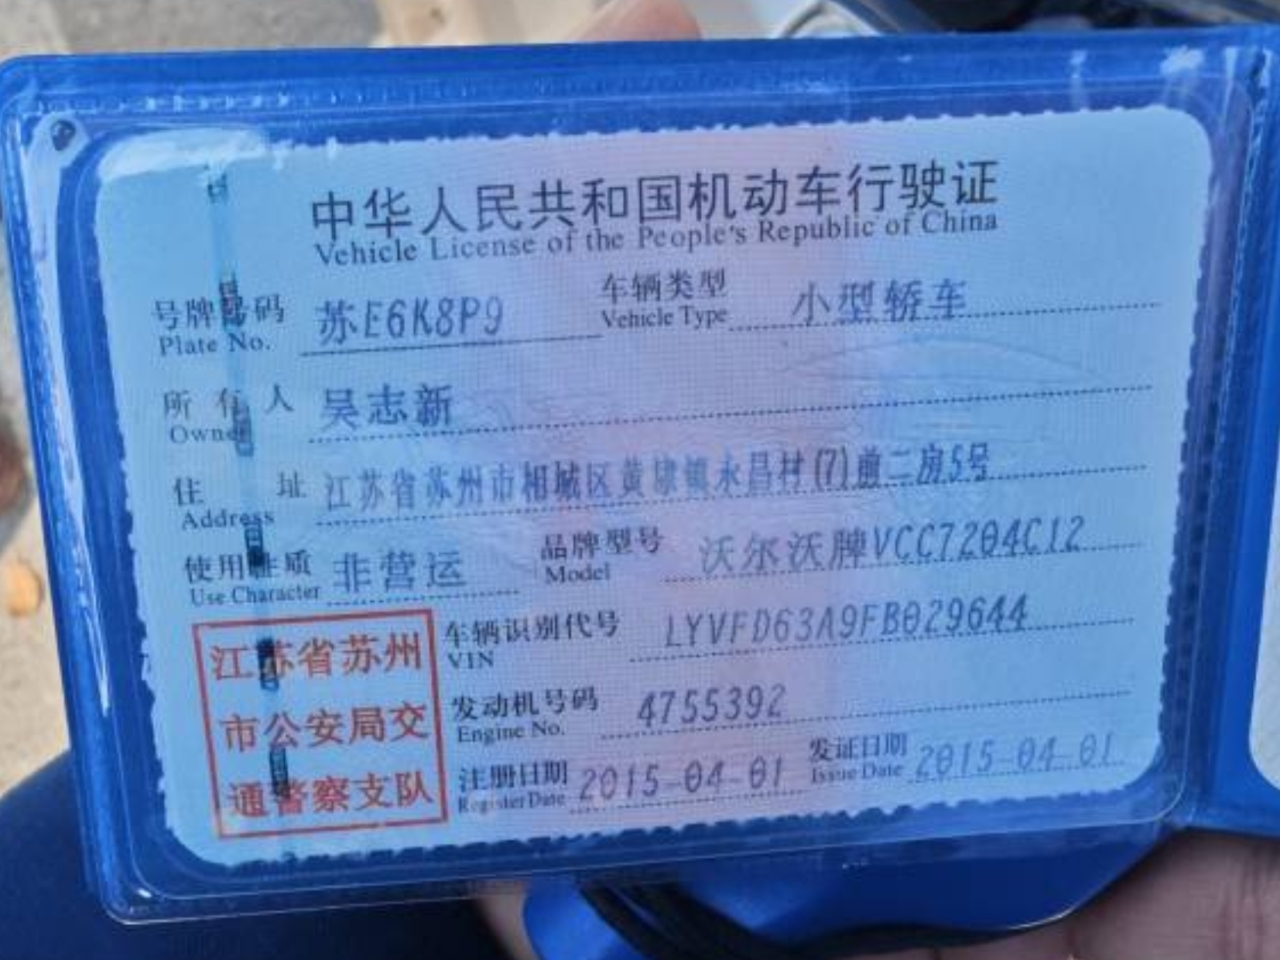 中华人民共和国机动车行驶证
Vehicle License of the People's Republic of China
号牌号码 苏E6K8P9 车辆类型 小型轿车
Plate No. Vehicle Type
所有人 吴志新
Owner
住址 江苏省苏州市相城区黄埭镇永昌村(7)前二房5号
Address
使用性质 非营运 品牌型号 沃尔沃牌VCC7204C12
Use Character Model
车辆识别代号 LYVFD63A9FB029644
VIN
发动机号码 4755392
Engine No.
注册日期 2015-04-01 发证日期 2015-04-01
Register Date Issue Date
江苏省苏州
市公安局交
通警察支队